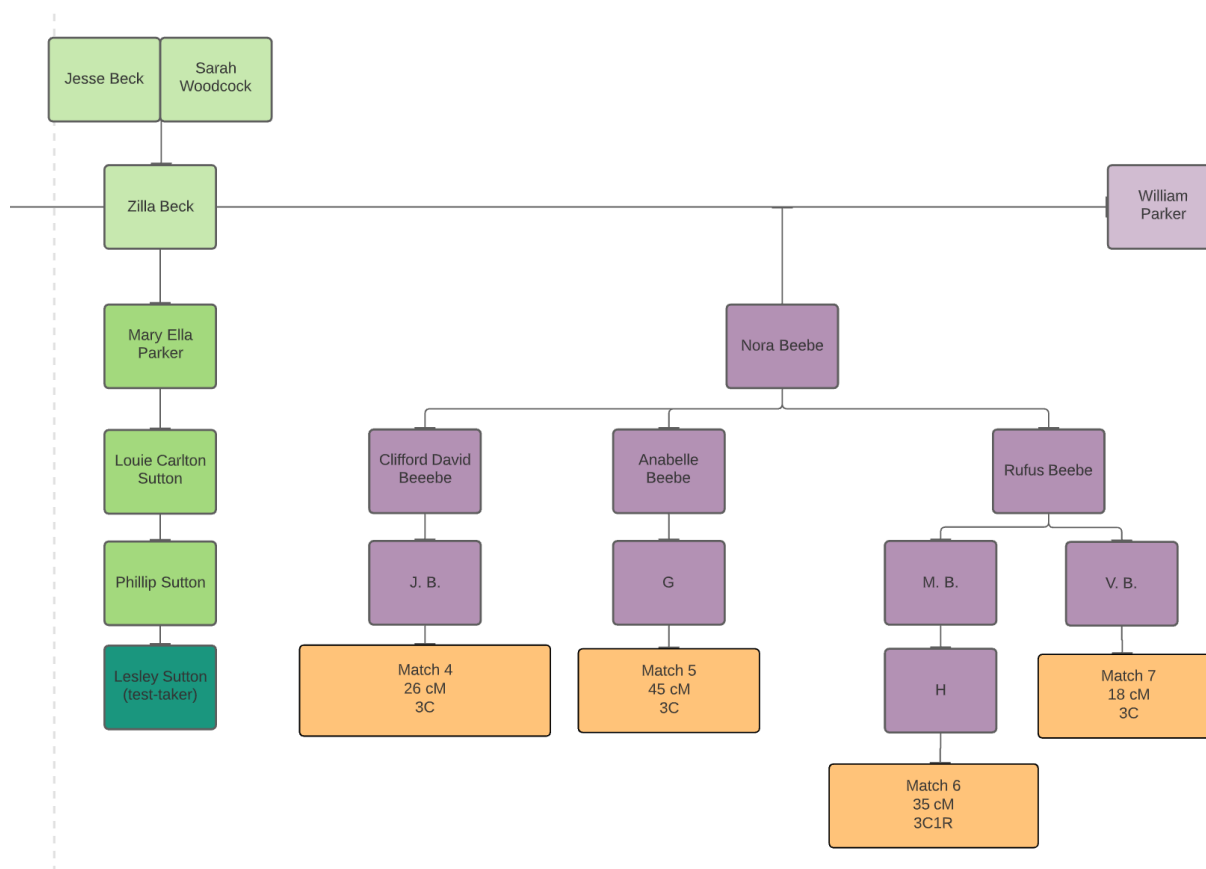 Jesse Beck
Sarah
Woodcock
Zilla Beck
William
Parker
Mary Ella
Parker
Nora Beebe
Louie Carlton
Sutton
Clifford David
Beeebe
Anabelle
Beebe
Rufus Beebe
Phillip Sutton
J. B.
G
M. B.
V. B.
Lesley Sutton
(test-taker)
Match 4
26 cM
3C
Match 5
45 cM
3C
H
Match 7
18 cM
3C
Match 6
35 cM
3C1R